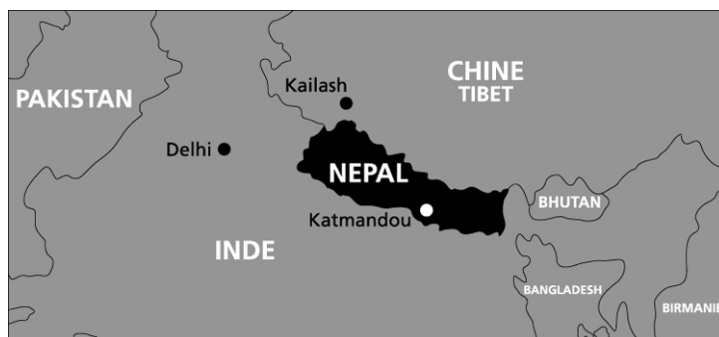 CHINE
TIBET
Kailash
PAKISTAN
Delhi
NEPAL
Katmandou
BHUTAN
INDE
BANGLADESH
BIRMANIE